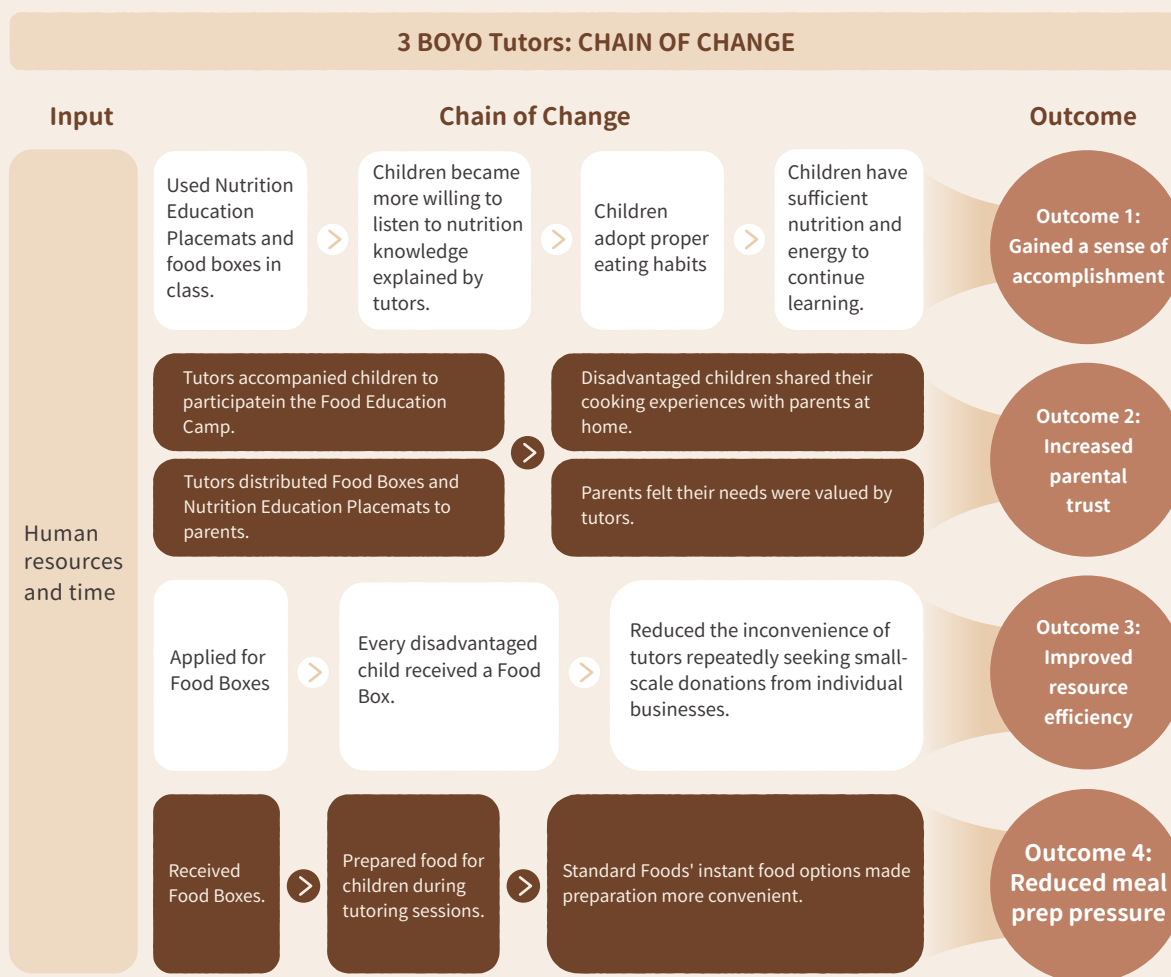 3 BOYO Tutors: CHAIN OF CHANGE
Input
Chain of Change
Outcome
Human
resources
and time
Used Nutrition
Education
Placemats and
food boxes in
class.
Children became
more willing to
listen to nutrition
knowledge
explained by
tutors.
Children
adopt proper
eating habits
Children have
sufficient
nutrition and
energy to
continue
learning.
Outcome 1:
Gained a sense of
accomplishment
Tutors accompanied children to
participatein the Food Education
Camp.
Tutors distributed Food Boxes and
Nutrition Education Placemats to
parents.
Disadvantaged children shared their
cooking experiences with parents at
home.
Parents felt their needs were valued by
tutors.
Outcome 2:
Increased
parental
trust
Applied for
Food Boxes
Every disadvantaged
child received a Food
Box.
Reduced the inconvenience of
tutors repeatedly seeking small-
scale donations from individual
businesses.
Outcome 3:
Improved
resource
efficiency
Received
Food Boxes.
Prepared food for
children during
tutoring sessions.
Standard Foods' instant food options made
preparation more convenient.
Outcome 4:
Reduced meal
prep pressure